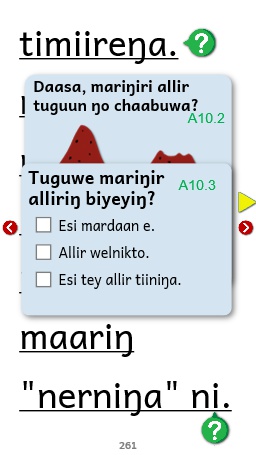 timiireŋa.
?
Daasa, mariŋiri allir
tuguun ŋo chaabuwa?
A10.2
Tuguwe mariŋir
A10.3
alliriŋ biyeyiŋ?
Esi mardaan e.
Allir welnikto.
Esi tey allir tiiniŋa.
maariŋ
"nerniŋa" ni.
?
261